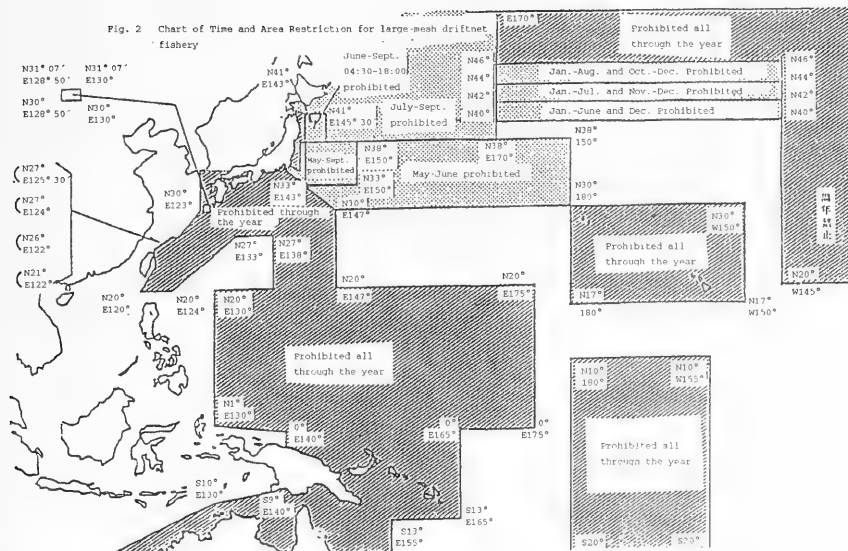 Fig. 2 Chart of Time and Area Restriction for large-mesh driftnet
fishery
N31° 07´
E128° 50´
N31° 07´
E130°
N30°
E128° 50´
N30°
E130°
N41°
E143°
June-Sept.
04:30-18:00
prohibited
N41°
E145° 30
July-Sept.
prohibited
E170°
Prohibited all
through the year
N46°
N44°
N42°
N40°
Jan.-Aug. and Oct.-Dec. Prohibited
Jan.-Jul. and Nov.-Dec. Prohibited
Jan.-June and Dec. Prohibited
N46°
N44°
N42°
N40°
N38°
150°
May-Sept.
prohibited
N38°
E150°
N33°
E150°
N38°
E170°
May-June prohibited
N30°
180°
N27°
E125° 30
N27°
E124°
N26°
E122°
N21°
E122°
N30°
E123°
N33°
E143°
N30°
E147°
Prohibited through
the year
N27°
E133°
N27°
E138°
Prohibited all
through the year
N30°
W150°
周年禁止
N20°
W145°
N17°
180°
N17°
W150°
N20°
E120°
N20°
E124°
N20°
E130°
N20°
E147°
N20°
E175°
Prohibited all
through the year
N1°
E130°
0°
E140°
0°
E165°
0°
E175°
N10°
180°
N10°
W155°
Prohibited all
through the year
S10°
E130°
S9°
E140°
S13°
E165°
S13°
E155°
S20°
S20°